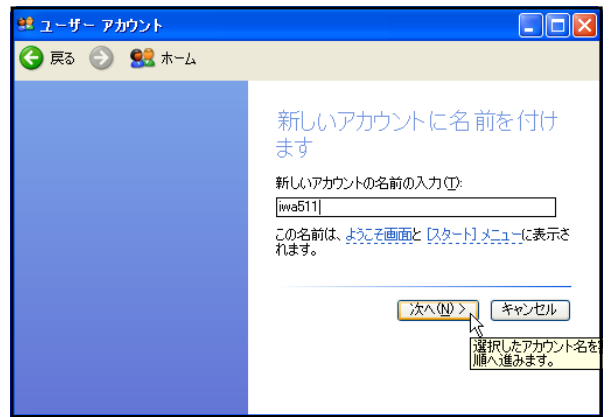 ユーザー アカウント
戻る ホーム
新しいアカウントに名前を付け
ます
新しいアカウントの名前の入力(T):
iwa511
この名前は、ようこそ画面と [スタート] メニューに表示さ
れます。
次へ(N) > キャンセル
選択したアカウント名を
順へ進みます。